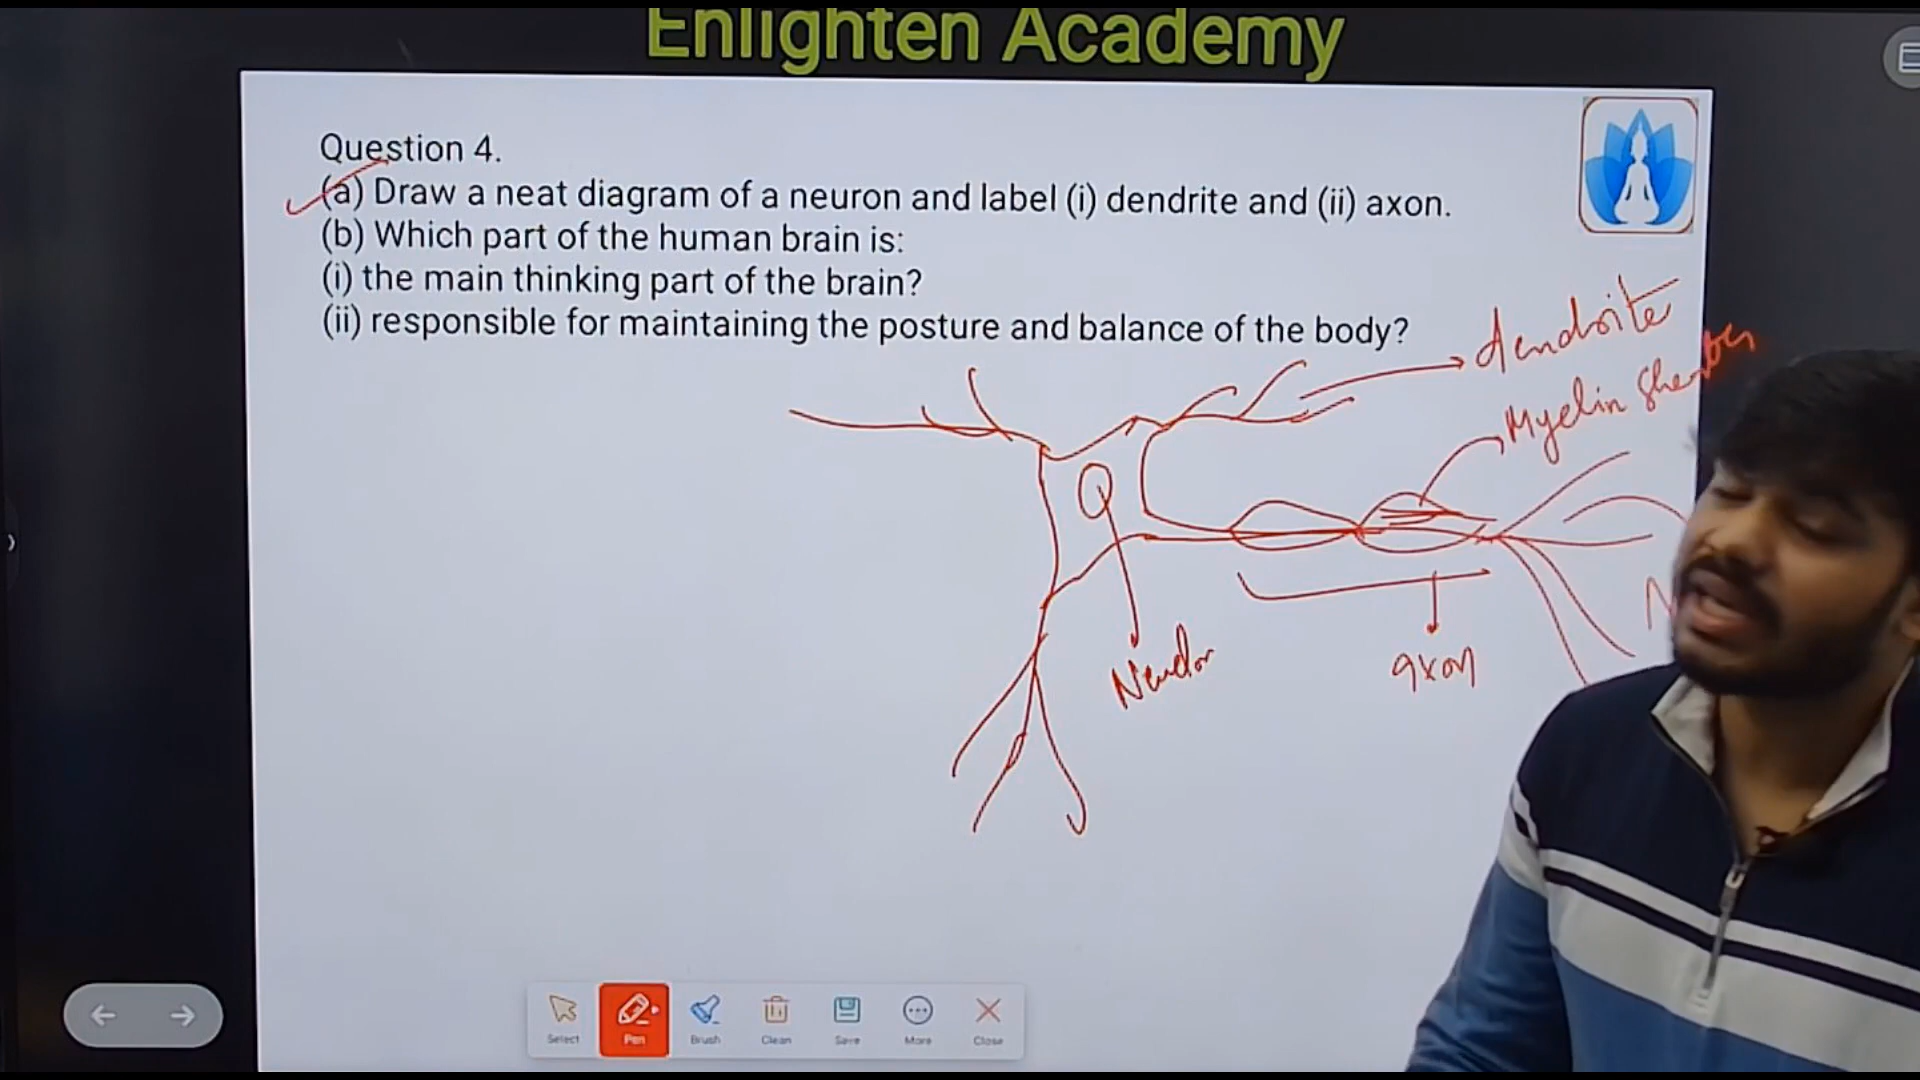 Enlighten Academy
Question 4.
(a) Draw a neat diagram of a neuron and label (i) dendrite and (ii) axon.
(b) Which part of the human brain is:
(i) the main thinking part of the brain?
(ii) responsible for maintaining the posture and balance of the body?
dendrite
Myelin
axon
Select Pen Brush Clean Save More Close